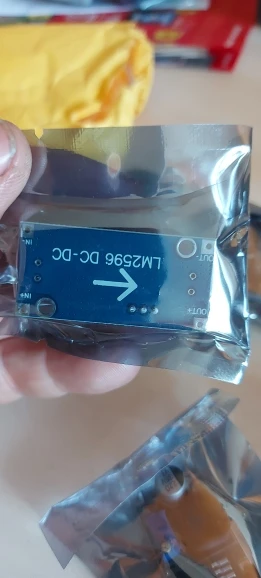 LM2596 DC-DC
IN-
IN+
OUT-
OUT+